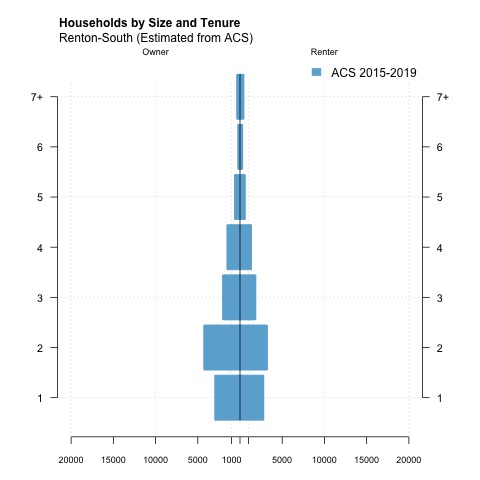 Households by Size and Tenure
Renton-South (Estimated from ACS)
Owner Renter
ACS 2015-2019
7+ 7+
6 6
5 5
4 4
3 3
2 2
1 1
20000 15000 10000 5000 1000 5000 10000 15000 20000